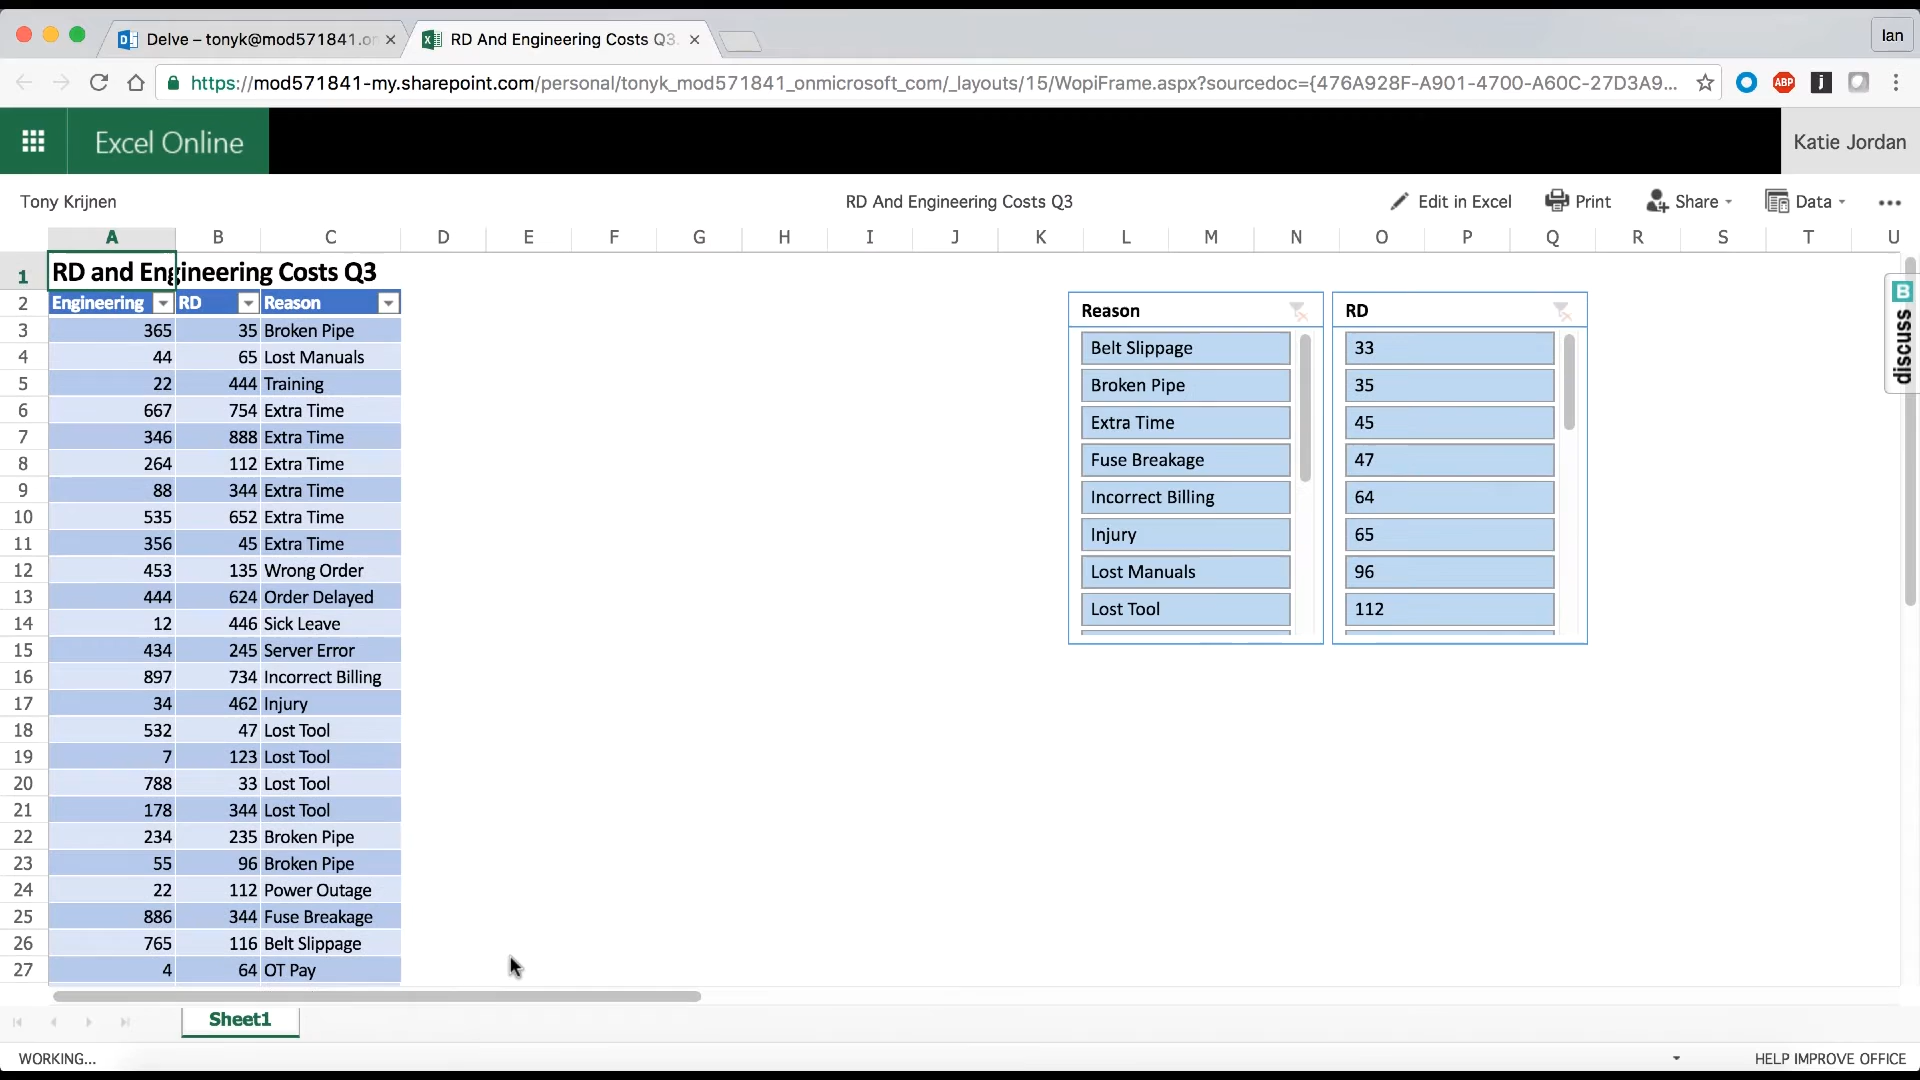 Delve – tonyk@mod571841.o
RD And Engineering Costs Q3
Ian
https://mod571841-my.sharepoint.com/personal/tonyk_mod571841_onmicrosoft_com/_layouts/15/WopiFrame.aspx?sourcedoc={476A928F-A901-4700-A60C-27D3A9...
ABP
j
Excel Online
Katie Jordan
Tony Krijnen
RD And Engineering Costs Q3
Edit in Excel
Print
Share
Data
A B C D E F G H I J K L M N O P Q R S T U
1 RD and Engineering Costs Q3
2 Engineering RD Reason
3 365 35 Broken Pipe
4 44 65 Lost Manuals
5 22 444 Training
6 667 754 Extra Time
7 346 888 Extra Time
8 264 112 Extra Time
9 88 344 Extra Time
10 535 652 Extra Time
11 356 45 Extra Time
12 453 135 Wrong Order
13 444 624 Order Delayed
14 12 446 Sick Leave
15 434 245 Server Error
16 897 734 Incorrect Billing
17 34 462 Injury
18 532 47 Lost Tool
19 7 123 Lost Tool
20 788 33 Lost Tool
21 178 344 Lost Tool
22 234 235 Broken Pipe
23 55 96 Broken Pipe
24 22 112 Power Outage
25 886 344 Fuse Breakage
26 765 116 Belt Slippage
27 4 64 OT Pay
Reason
Belt Slippage
Broken Pipe
Extra Time
Fuse Breakage
Incorrect Billing
Injury
Lost Manuals
Lost Tool
RD
33
35
45
47
64
65
96
112
B discuss
Sheet1
WORKING...
HELP IMPROVE OFFICE